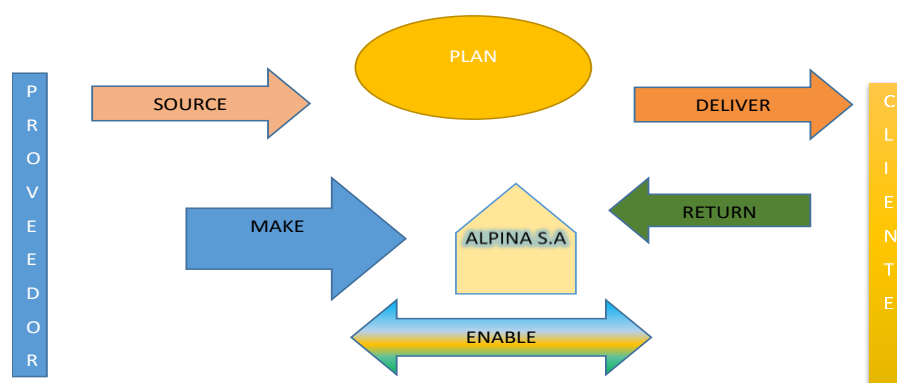 PLAN
PROVEEDOR
SOURCE
DELIVER
CLIENTE
MAKE
ALPINA S.A
RETURN
ENABLE